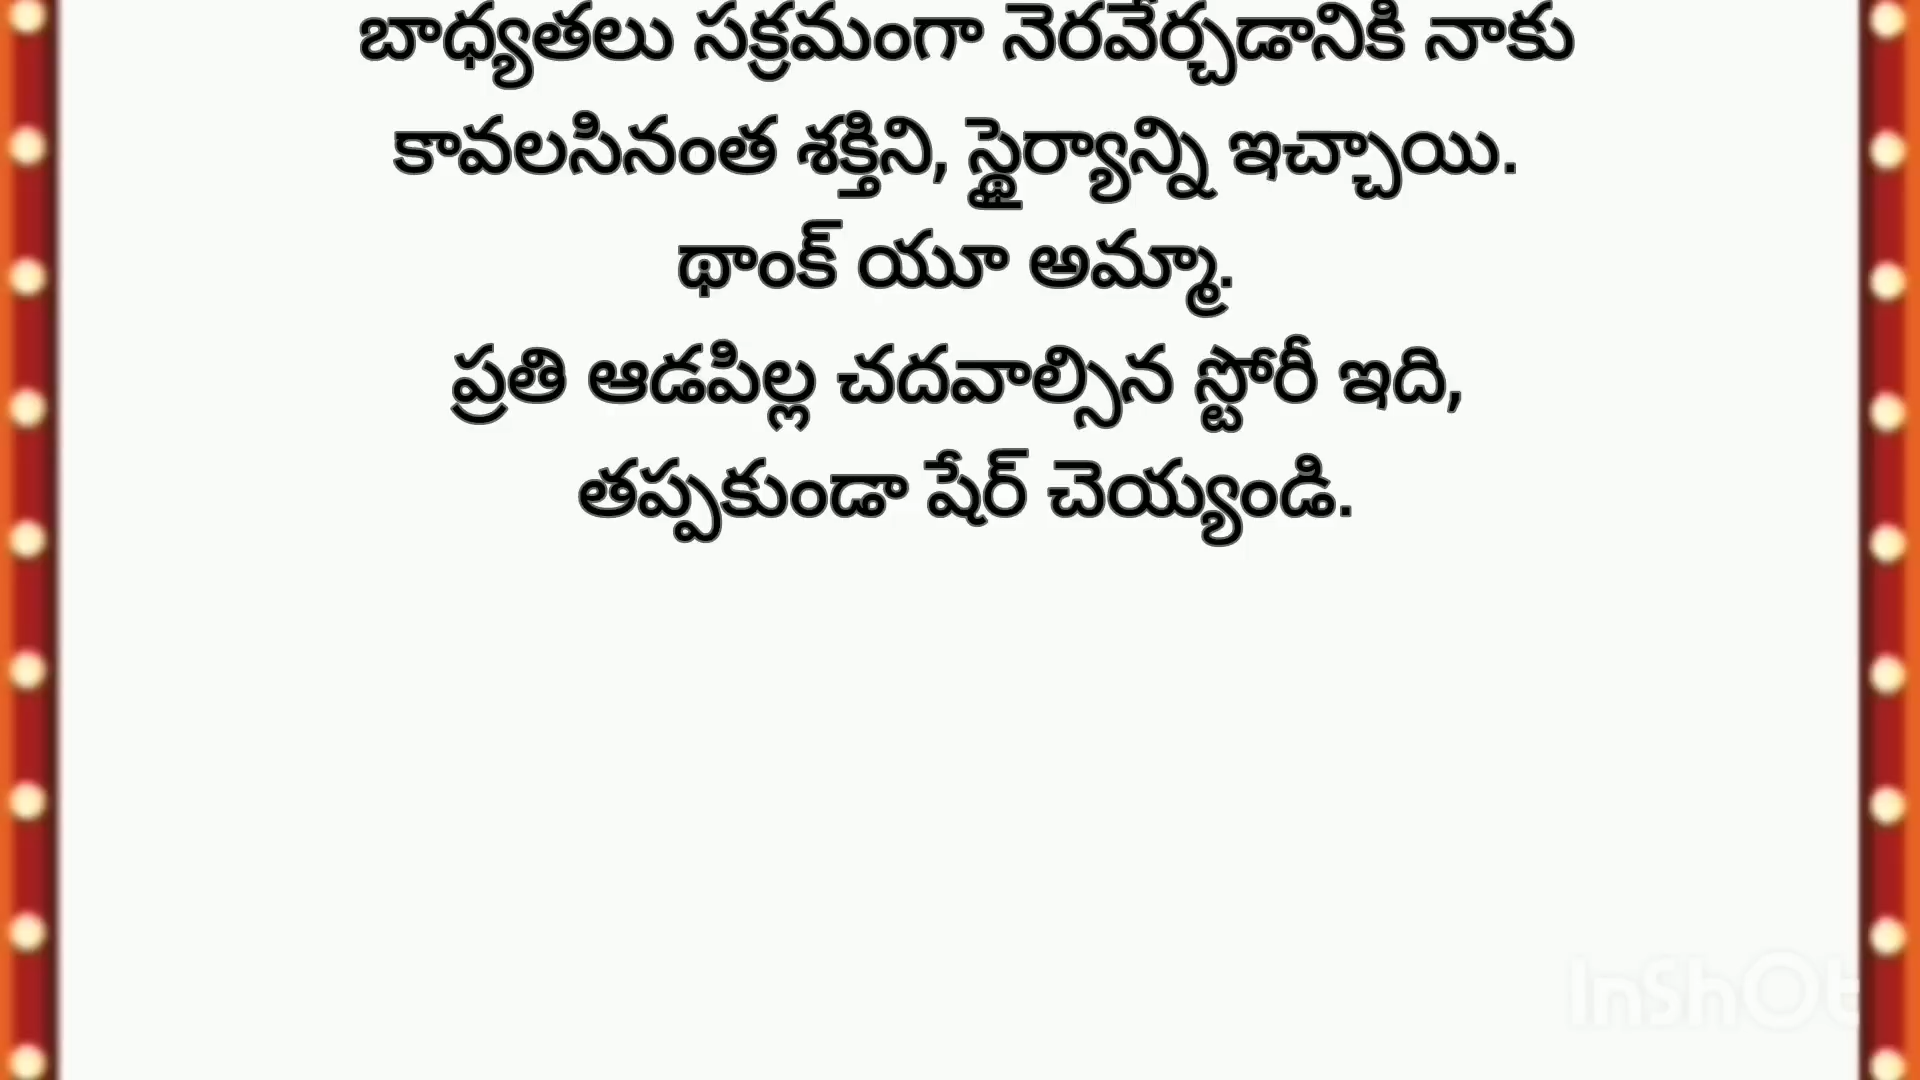 బాధ్యతలు సక్రమంగా నెరవేర్చడానికి నాకు
కావలసినంత శక్తిని, స్థైర్యాన్ని ఇచ్చాయి.
థాంక్ యూ అమ్మా.
ప్రతి ఆడపిల్ల చదవాల్సిన స్టోరీ ఇది,
తప్పకుండా షేర్ చెయ్యండి.
InShOt